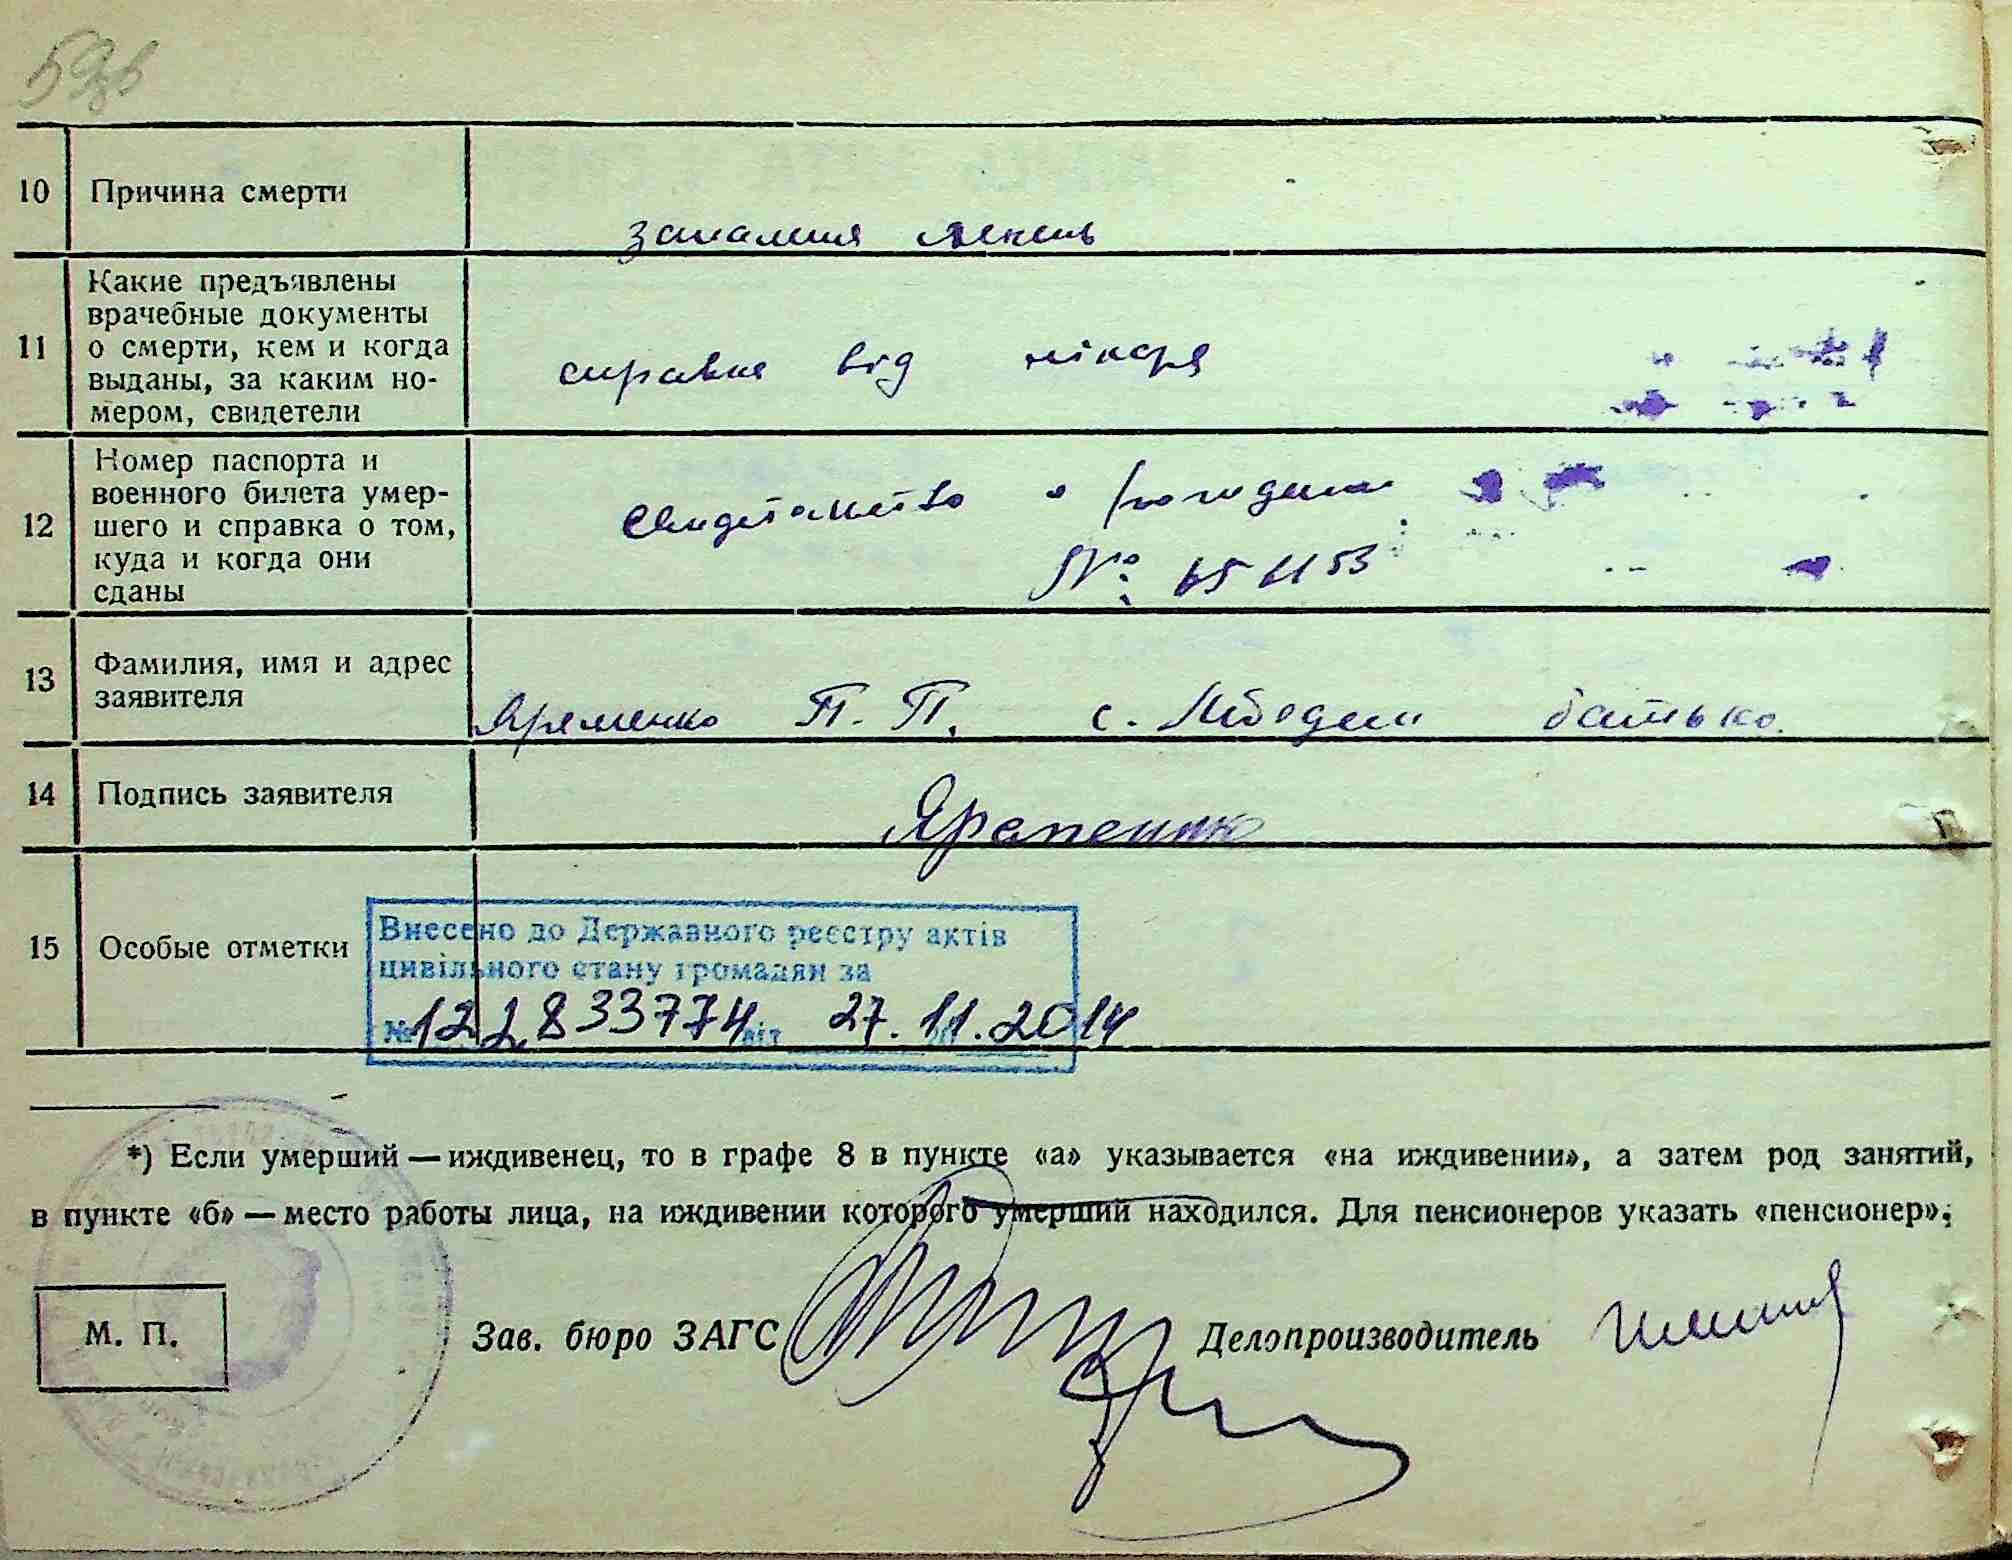 59зв
10 Причина смерти
запалення легень
11 Какие предъявлены
врачебные документы
о смерти, кем и когда
выданы, за каким но-
мером, свидетели
справка від лікаря
12 Номер паспорта и
военного билета умер-
шего и справка о том,
куда и когда они
сданы
свидетельство о рождении
№
13 Фамилия, имя и адрес
заявителя
Яременко П. П. с. Лебедин батько.
14 Подпись заявителя
15 Особые отметки
Внесено до Державного реєстру актів
цивільного стану громадян за
№ 122833774 від 27.11.2014
*) Если умерший — иждивенец, то в графе 8 в пункте «а» указывается «на иждивении», а затем род занятий,
в пункте «б» — место работы лица, на иждивении которого умерший находился. Для пенсионеров указать «пенсионер».
М. П.
Зав. бюро ЗАГС Делопроизводитель